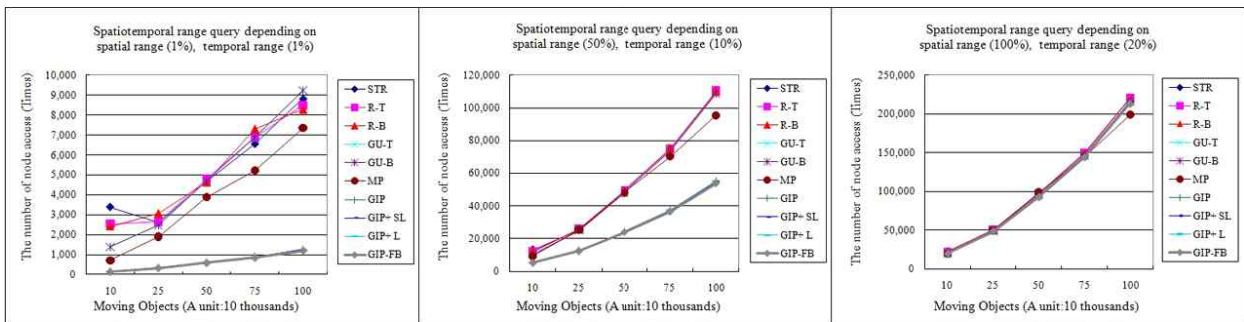 Spatiotemporal range query depending on
spatial range (1%), temporal range (1%)
The number of node access (Times)
10,000
9,000
8,000
7,000
6,000
5,000
4,000
3,000
2,000
1,000
0
10
25
50
75
100
Moving Objects (A unit:10 thousands)
STR
R-T
R-B
GU-T
GU-B
MP
GIP
GIP+ SL
GIP+ L
GIP-FB
Spatiotemporal range query depending on
spatial range (50%), temporal range (10%)
The number of node access (Times)
120,000
100,000
80,000
60,000
40,000
20,000
0
10
25
50
75
100
Moving Objects (A unit:10 thousands)
STR
R-T
R-B
GU-T
GU-B
MP
GIP
GIP+ SL
GIP+ L
GIP-FB
Spatiotemporal range query depending on
spatial range (100%), temporal range (20%)
The number of node access (Times)
250,000
200,000
150,000
100,000
50,000
0
10
25
50
75
100
Moving Objects (A unit:10 thousands)
STR
R-T
R-B
GU-T
GU-B
MP
GIP
GIP+ SL
GIP+ L
GIP-FB